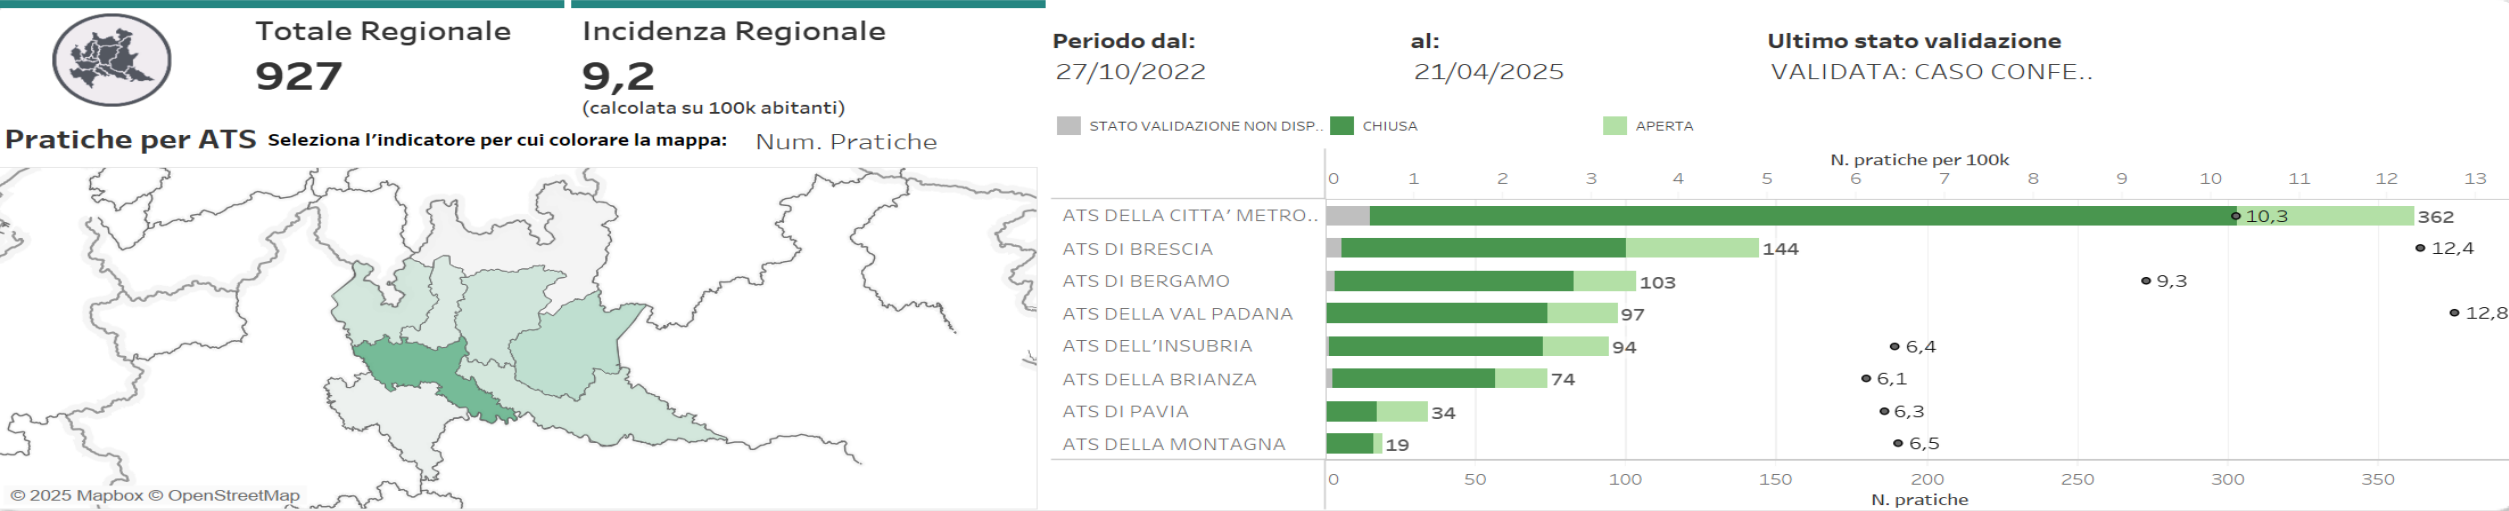 Totale Regionale
927
Incidenza Regionale
9,2
(calcolata su 100k abitanti)
Periodo dal:
27/10/2022
al:
21/04/2025
Ultimo stato validazione
VALIDATA: CASO CONFE..
Pratiche per ATS
Seleziona l'indicatore per cui colorare la mappa:
Num. Pratiche
© 2025 Mapbox © OpenStreetMap
STATO VALIDAZIONE NON DISP..
CHIUSA
APERTA
N. pratiche per 100k
0 1 2 3 4 5 6 7 8 9 10 11 12 13
ATS DELLA CITTA' METRO.. 10,3 362
ATS DI BRESCIA 144 12,4
ATS DI BERGAMO 103 9,3
ATS DELLA VAL PADANA 97 12,8
ATS DELL'INSUBRIA 94 6,4
ATS DELLA BRIANZA 74 6,1
ATS DI PAVIA 34 6,3
ATS DELLA MONTAGNA 19 6,5
0 50 100 150 200 250 300 350
N. pratiche